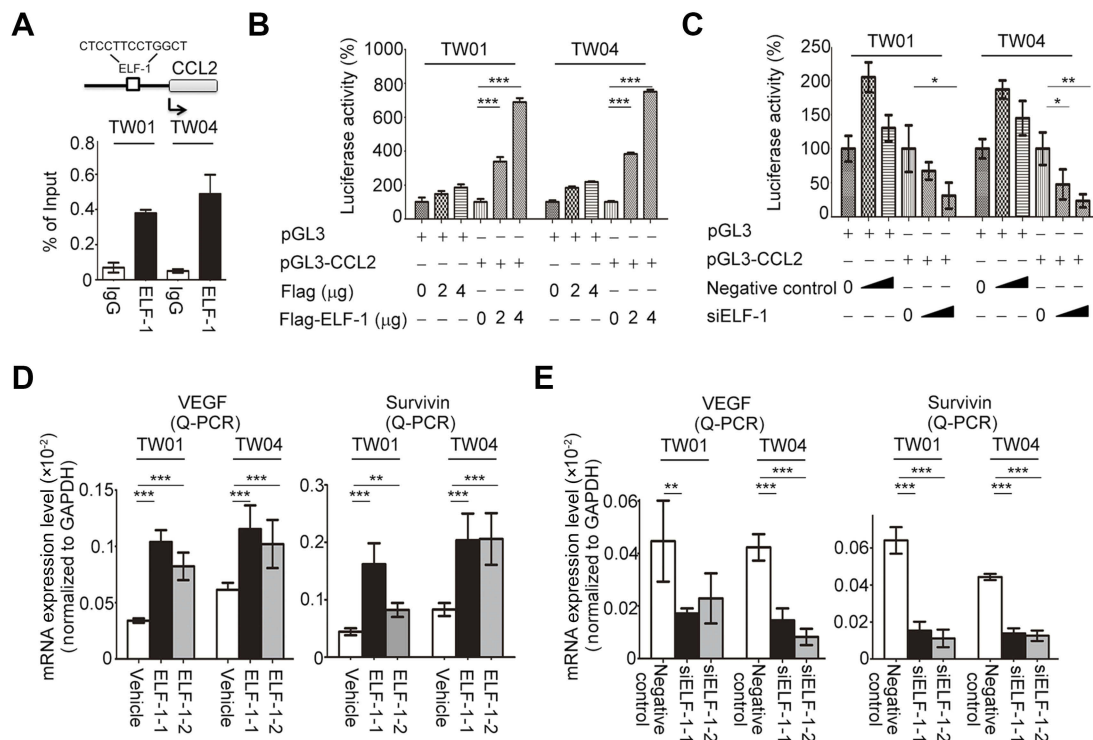 A
CTCCTTCCTGGCT
ELF-1
CCL2
TW01 TW04
% of Input
0.8
0.6
0.4
0.2
0
IgG ELF-1 IgG ELF-1
B
TW01 TW04
Luciferase activity (%)
1000
800
600
400
200
0
*** *** *** ***
pGL3 + + + – – – + + + – – –
pGL3-CCL2 – – – + + + – – – + + +
Flag (μg) 0 2 4 – – – 0 2 4 – – –
Flag-ELF-1 (μg) – – – 0 2 4 – – – 0 2 4
C
TW01 TW04
Luciferase activity (%)
250
200
150
100
50
0
* ** *
pGL3 + + + – – – + + + – – –
pGL3-CCL2 – – – + + + – – – + + +
Negative control 0 – – – 0 – – –
siELF-1 – – – 0 – – – 0
D
VEGF
(Q-PCR)
TW01 TW04
mRNA expression level (×10⁻²)
(normalized to GAPDH)
0.15
0.1
0.05
0
*** *** *** ***
Vehicle ELF-1-1 ELF-1-2 Vehicle ELF-1-1 ELF-1-2
Survivin
(Q-PCR)
TW01 TW04
0.3
0.2
0.1
0
** *** *** ***
Vehicle ELF-1-1 ELF-1-2 Vehicle ELF-1-1 ELF-1-2
E
VEGF
(Q-PCR)
TW01 TW04
mRNA expression level (×10⁻²)
(normalized to GAPDH)
0.06
0.04
0.02
0
** *** ***
Negative control siELF-1-1 siELF-1-2 Negative control siELF-1-1 siELF-1-2
Survivin
(Q-PCR)
TW01 TW04
0.06
0.04
0.02
0
*** *** *** ***
Negative control siELF-1-1 siELF-1-2 Negative control siELF-1-1 siELF-1-2